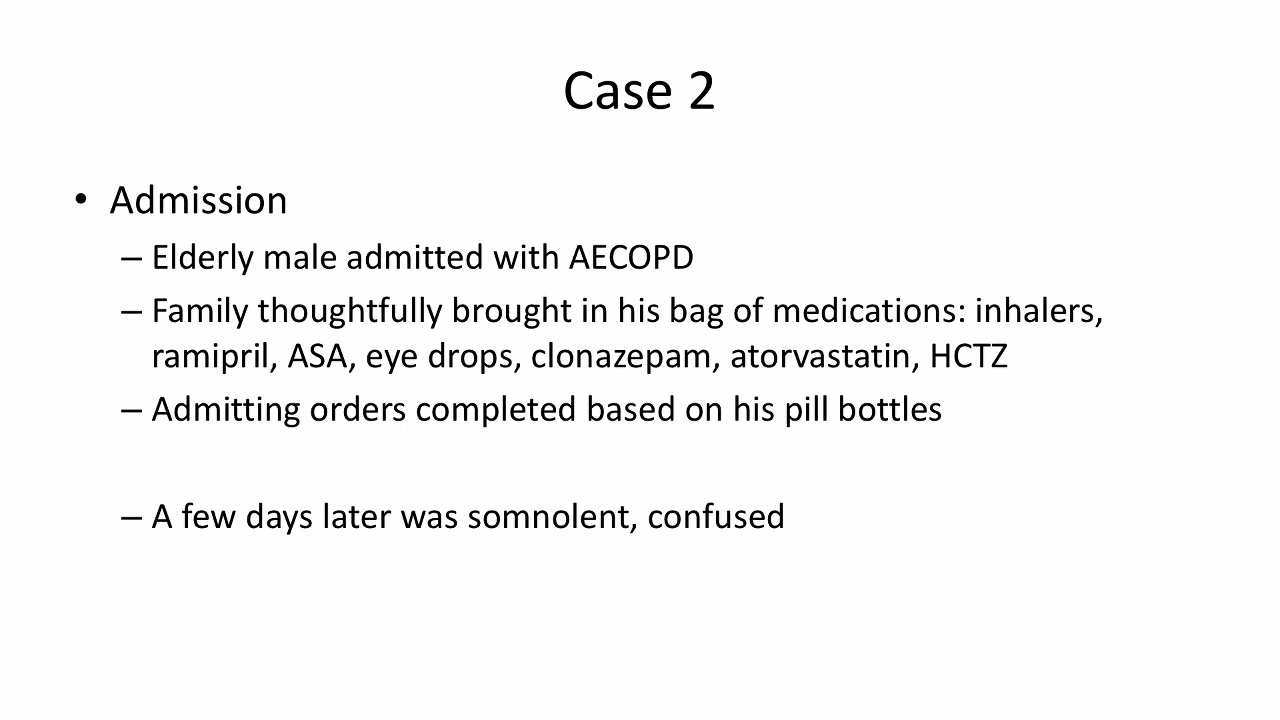 Case 2
• Admission
– Elderly male admitted with AECOPD
– Family thoughtfully brought in his bag of medications: inhalers,
ramipril, ASA, eye drops, clonazepam, atorvastatin, HCTZ
– Admitting orders completed based on his pill bottles
– A few days later was somnolent, confused